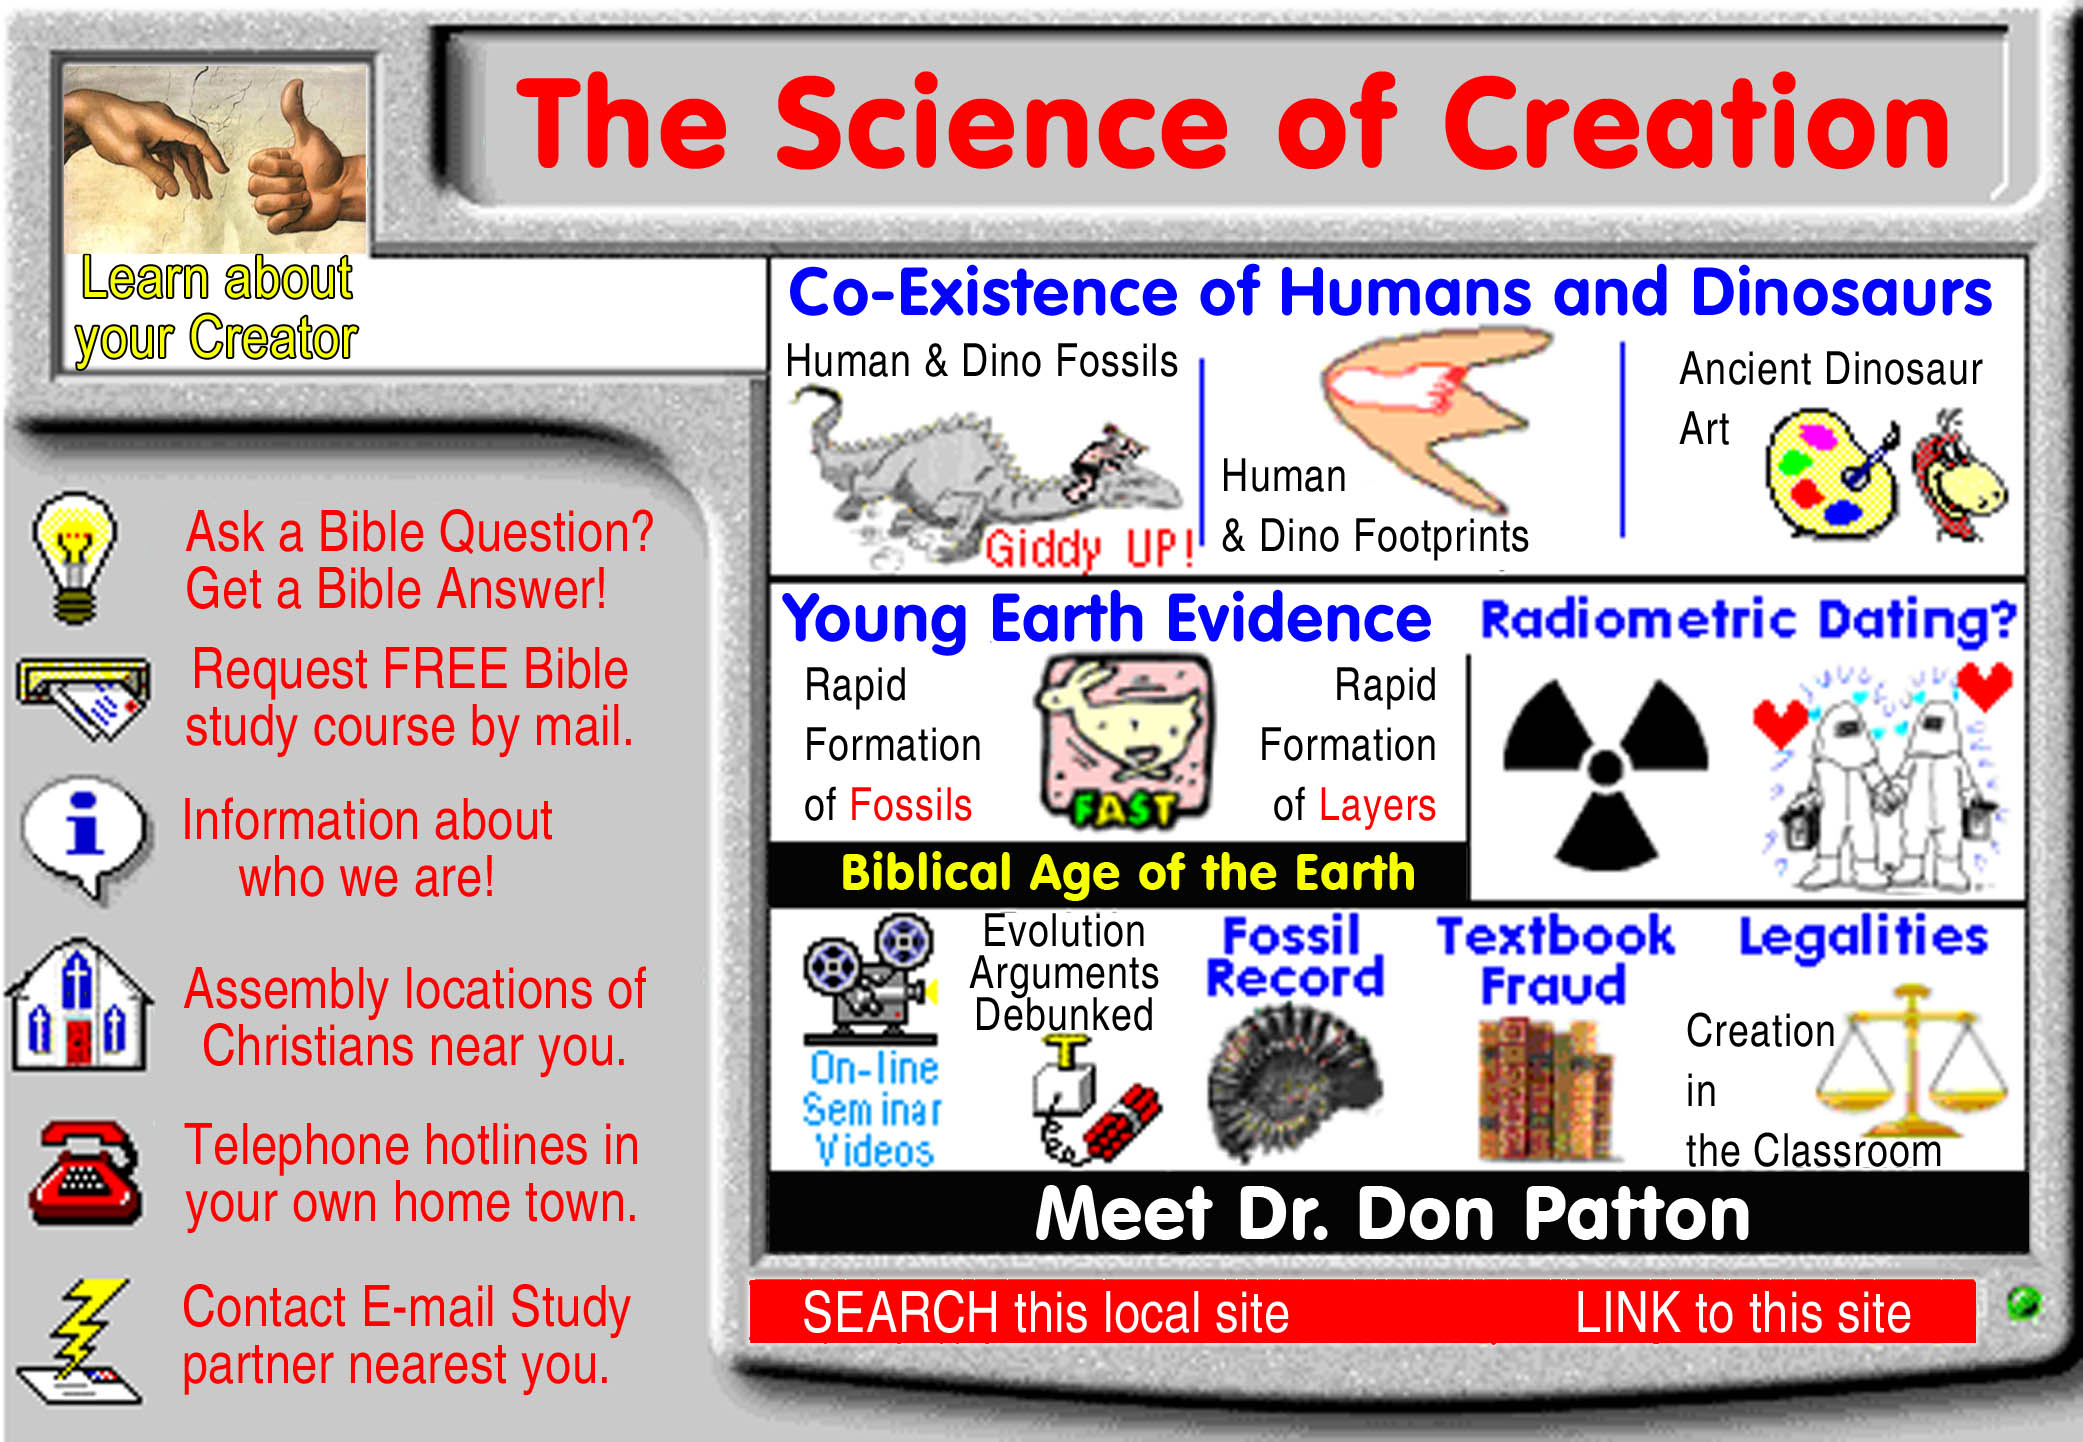 The Science of Creation
Learn about
your Creator
Ask a Bible Question?
Get a Bible Answer!
Request FREE Bible
study course by mail.
Information about
who we are!
Assembly locations of
Christians near you.
Telephone hotlines in
your own home town.
Contact E-mail Study
partner nearest you.
Co-Existence of Humans and Dinosaurs
Human & Dino Fossils
Giddy UP!
Human
& Dino Footprints
Ancient Dinosaur
Art
Young Earth Evidence
Rapid
Formation
of Fossils
FAST
Rapid
Formation
of Layers
Biblical Age of the Earth
Radiometric Dating?
On-line
Seminar
Videos
Evolution
Arguments
Debunked
Fossil
Record
Textbook
Fraud
Legalities
Creation
in
the Classroom
Meet Dr. Don Patton
SEARCH this local site
LINK to this site